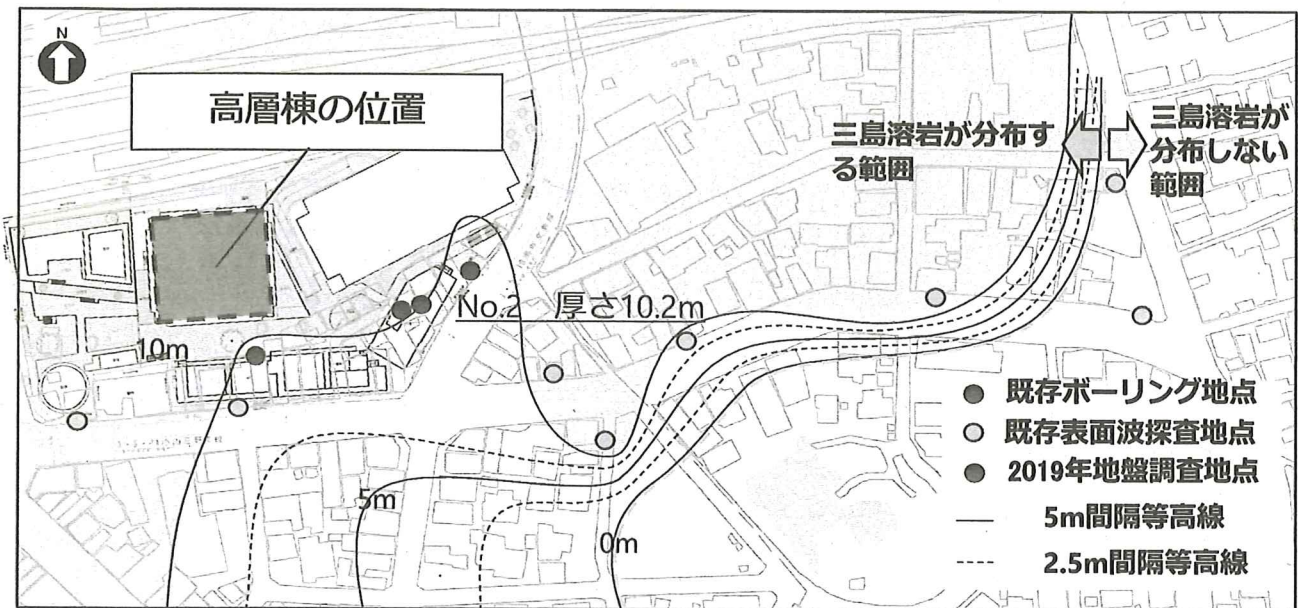 N
高層棟の位置
三島溶岩が分布す
る範囲
三島溶岩が
分布しない
範囲
No.2 厚さ10.2m
10m
5m
0m
既存ボーリング地点
既存表面波探査地点
2019年地盤調査地点
5m間隔等高線
2.5m間隔等高線